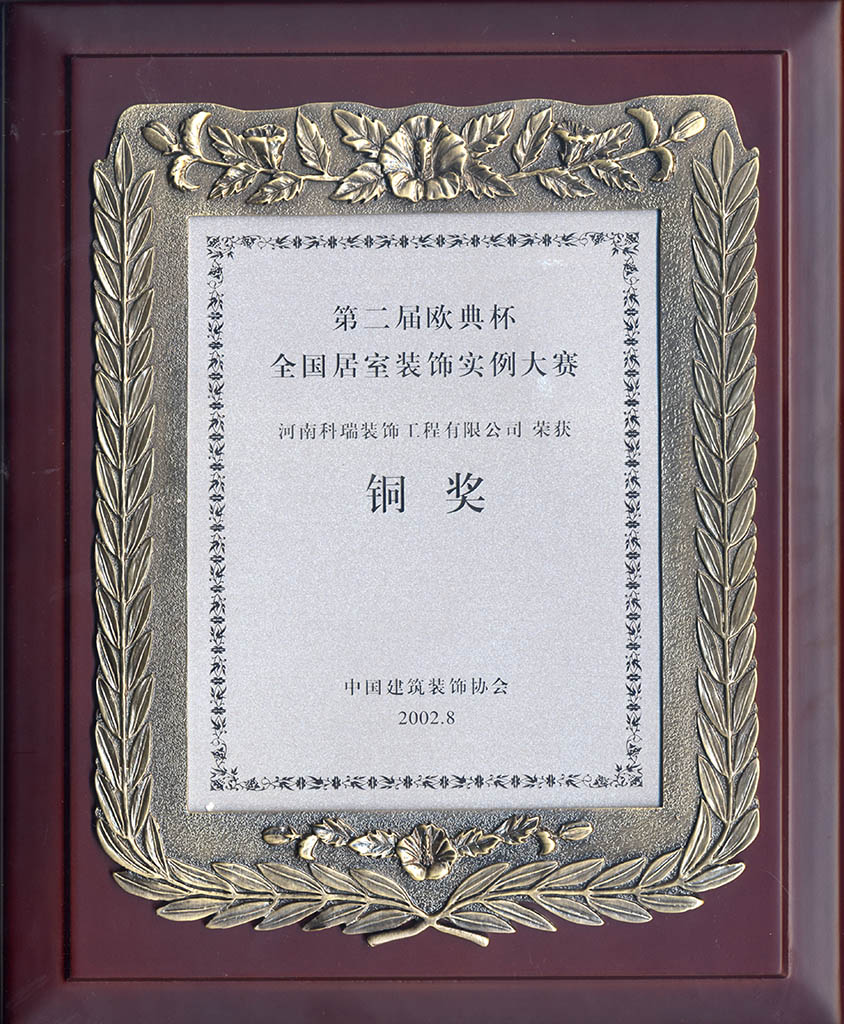 第二届欧典杯
全国居室装饰实例大赛
河南科瑞装饰工程有限公司 荣获
铜 奖
中国建筑装饰协会
2002.8